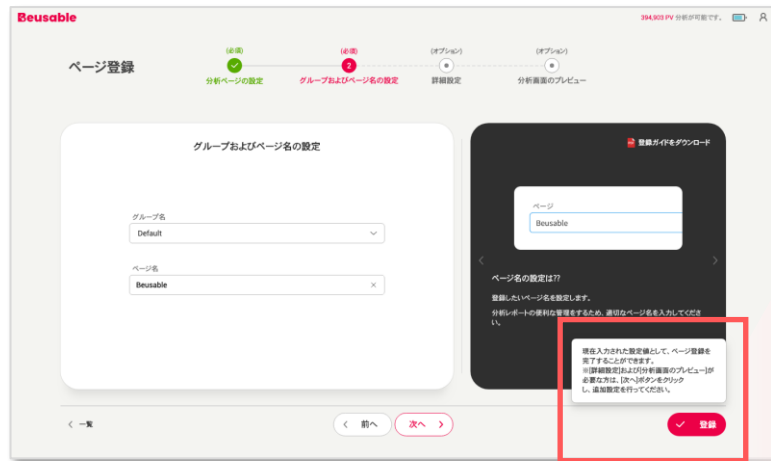 Beusable
394,903 PV 分析が可能です。
ページ登録
(必須)
(必須)
(オプション)
(オプション)
2
分析ページの設定
グループおよびページ名の設定
詳細設定
分析画面のプレビュー
グループおよびページ名の設定
グループ名
Default
ページ名
Beusable
登録ガイドをダウンロード
ページ
Beusable
ページ名の設定は??
登録したいページ名を設定します。
分析レポートの便利な管理をするため、適切なページ名を入力してくださ
い。
現在入力された設定値として、ページ登録を
完了することができます。
※[詳細設定]および[分析画面のプレビュー]が
必要な方は、[次へ]ボタンをクリック
し、追加設定を行ってください。
一覧
前へ
次へ
登録